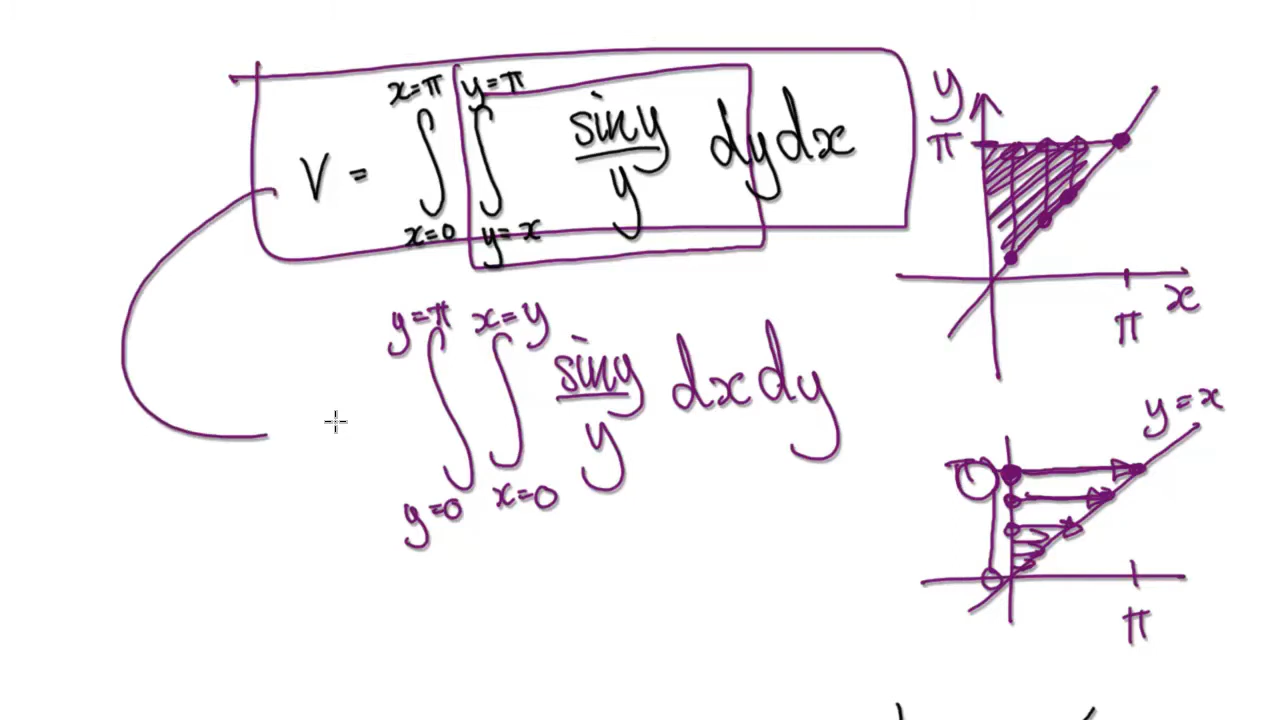 x=π y=π
V = ∫ ∫ sin y / y dy dx
x=0 y=x
y
π
π x
y=π x=y
∫ ∫ sin y / y dx dy
y=0 x=0
y=x
π
π